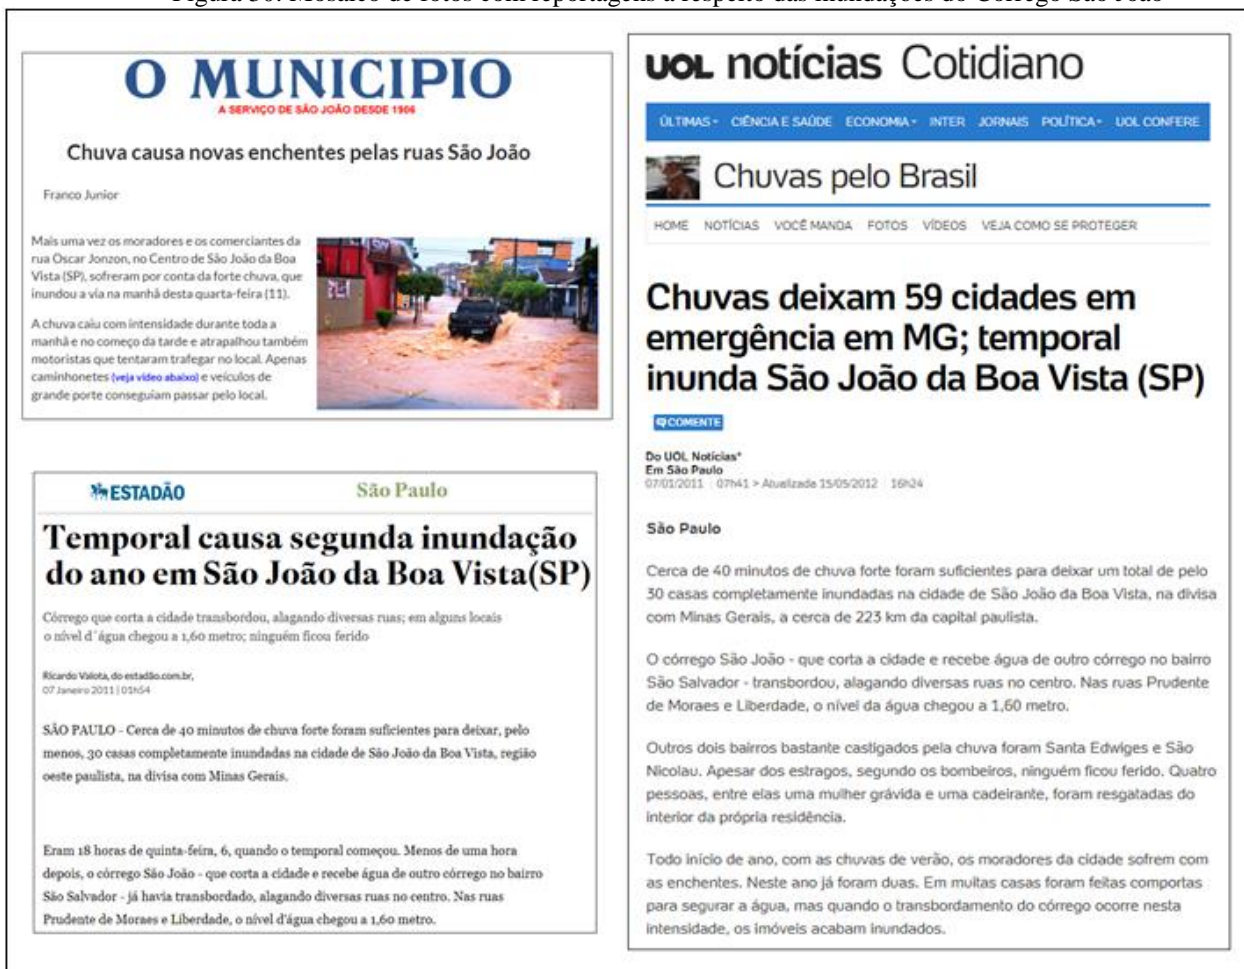 Figura 30: Mosaico de fotos com reportagens a respeito das inundações do Córrego São João
O MUNICIPIO
A SERVIÇO DE SÃO JOÃO DESDE 1906
Chuva causa novas enchentes pelas ruas São João
Franco Junior
Mais uma vez os moradores e os comerciantes da
rua Oscar Jonzon, no Centro de São João da Boa
Vista (SP), sofreram por conta da forte chuva, que
inundou a via na manhã desta quarta-feira (11).
A chuva caiu com intensidade durante toda a
manhã e no começo da tarde e atrapalhou também
motoristas que tentaram trafegar no local. Apenas
caminhonetes (veja vídeo abaixo) e veículos de
grande porte conseguiam passar pelo local.
ESTADÃO
São Paulo
Temporal causa segunda inundação
do ano em São João da Boa Vista(SP)
Córrego que corta a cidade transbordou, alagando diversas ruas; em alguns locais
o nível d´água chegou a 1,60 metro; ninguém ficou ferido
Ricardo Valota, do estadão.com.br,
07 Janeiro 2011 | 01h54
SÃO PAULO - Cerca de 40 minutos de chuva forte foram suficientes para deixar, pelo
menos, 30 casas completamente inundadas na cidade de São João da Boa Vista, região
oeste paulista, na divisa com Minas Gerais.
Eram 18 horas de quinta-feira, 6, quando o temporal começou. Menos de uma hora
depois, o córrego São João - que corta a cidade e recebe água de outro córrego no bairro
São Salvador - já havia transbordado, alagando diversas ruas no centro. Nas ruas
Prudente de Moraes e Liberdade, o nível d'água chegou a 1,60 metro.
UOL notícias Cotidiano
ÚLTIMAS CIÊNCIA E SAÚDE ECONOMIA INTER JORNAIS POLÍTICA UOL CONFERE
Chuvas pelo Brasil
HOME NOTÍCIAS VOCÊ MANDA FOTOS VÍDEOS VEJA COMO SE PROTEGER
Chuvas deixam 59 cidades em
emergência em MG; temporal
inunda São João da Boa Vista (SP)
COMENTE
Do UOL Notícias*
Em São Paulo
07/01/2011 | 07h41 > Atualizada 15/05/2012 | 16h24
São Paulo
Cerca de 40 minutos de chuva forte foram suficientes para deixar um total de pelo
30 casas completamente inundadas na cidade de São João da Boa Vista, na divisa
com Minas Gerais, a cerca de 223 km da capital paulista.
O córrego São João - que corta a cidade e recebe água de outro córrego no bairro
São Salvador - transbordou, alagando diversas ruas no centro. Nas ruas Prudente
de Moraes e Liberdade, o nível da água chegou a 1,60 metro.
Outros dois bairros bastante castigados pela chuva foram Santa Edwiges e São
Nicolau. Apesar dos estragos, segundo os bombeiros, ninguém ficou ferido. Quatro
pessoas, entre elas uma mulher grávida e uma cadeirante, foram resgatadas do
interior da própria residência.
Todo início de ano, com as chuvas de verão, os moradores da cidade sofrem com
as enchentes. Neste ano já foram duas. Em muitas casas foram feitas comportas
para segurar a água, mas quando o transbordamento do córrego ocorre nesta
intensidade, os imóveis acabam inundados.